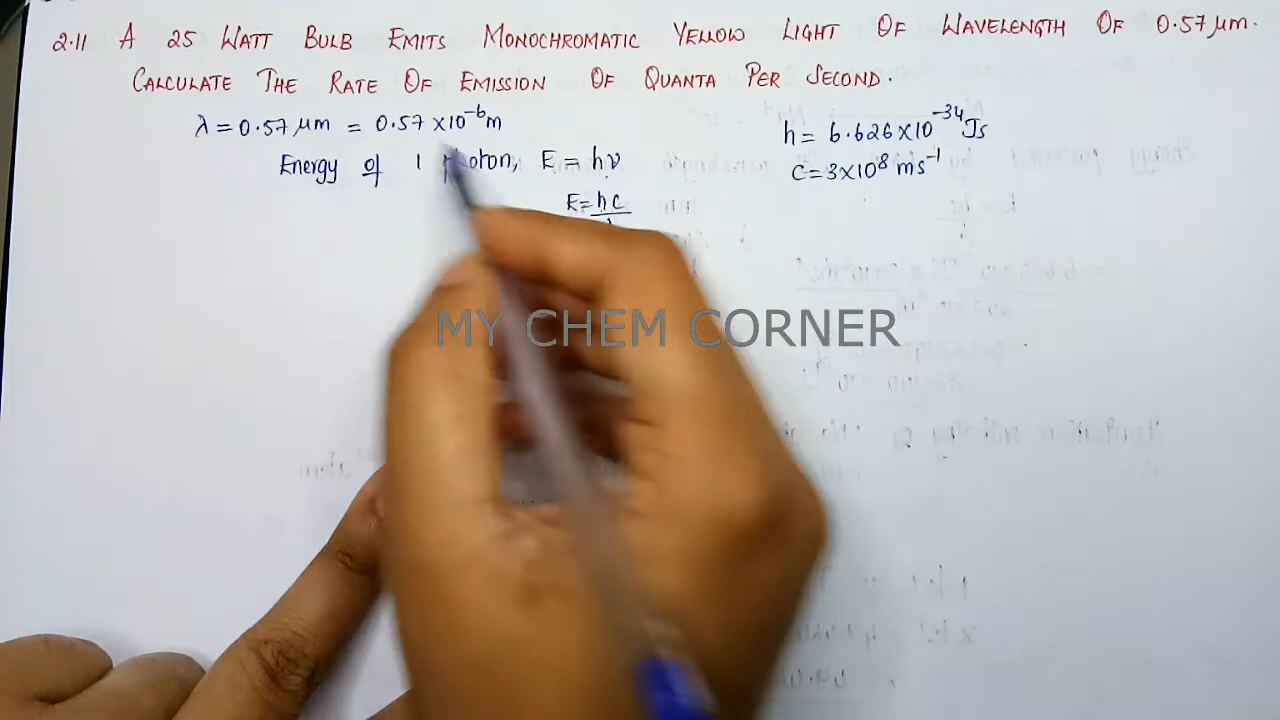 2.11 A 25 WATT BULB EMITS MONOCHROMATIC YELLOW LIGHT OF WAVELENGTH OF 0.57 μm.
CALCULATE THE RATE OF EMISSION OF QUANTA PER SECOND.
λ = 0.57 μm = 0.57 × 10⁻⁶ m
h = 6.626×10⁻³⁴ Js
Energy of 1 photon, E = hν
C = 3×10⁸ ms⁻¹
E = hc
MY CHEM CORNER